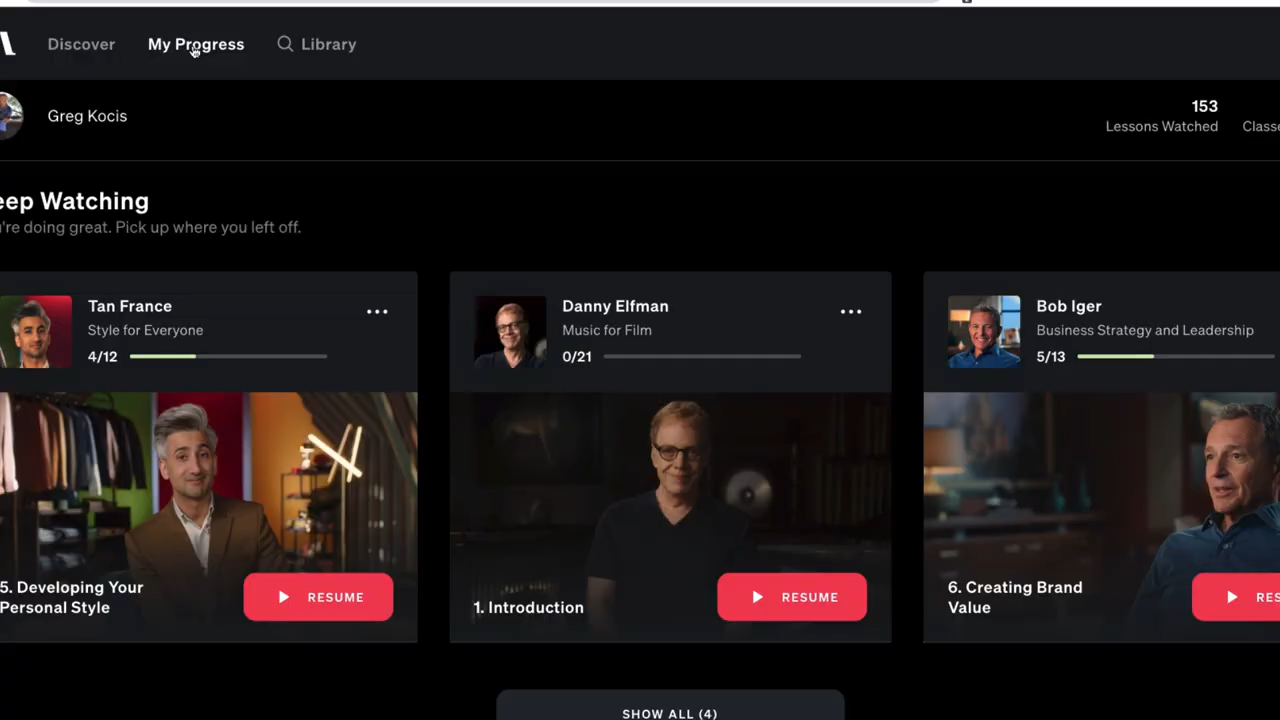 Discover
My Progress
Library
Greg Kocis
153
Lessons Watched
Classe
eep Watching
're doing great. Pick up where you left off.
Tan France
Style for Everyone
4/12
5. Developing Your
Personal Style
RESUME
Danny Elfman
Music for Film
0/21
1. Introduction
RESUME
Bob Iger
Business Strategy and Leadership
5/13
6. Creating Brand
Value
RES
SHOW ALL (4)